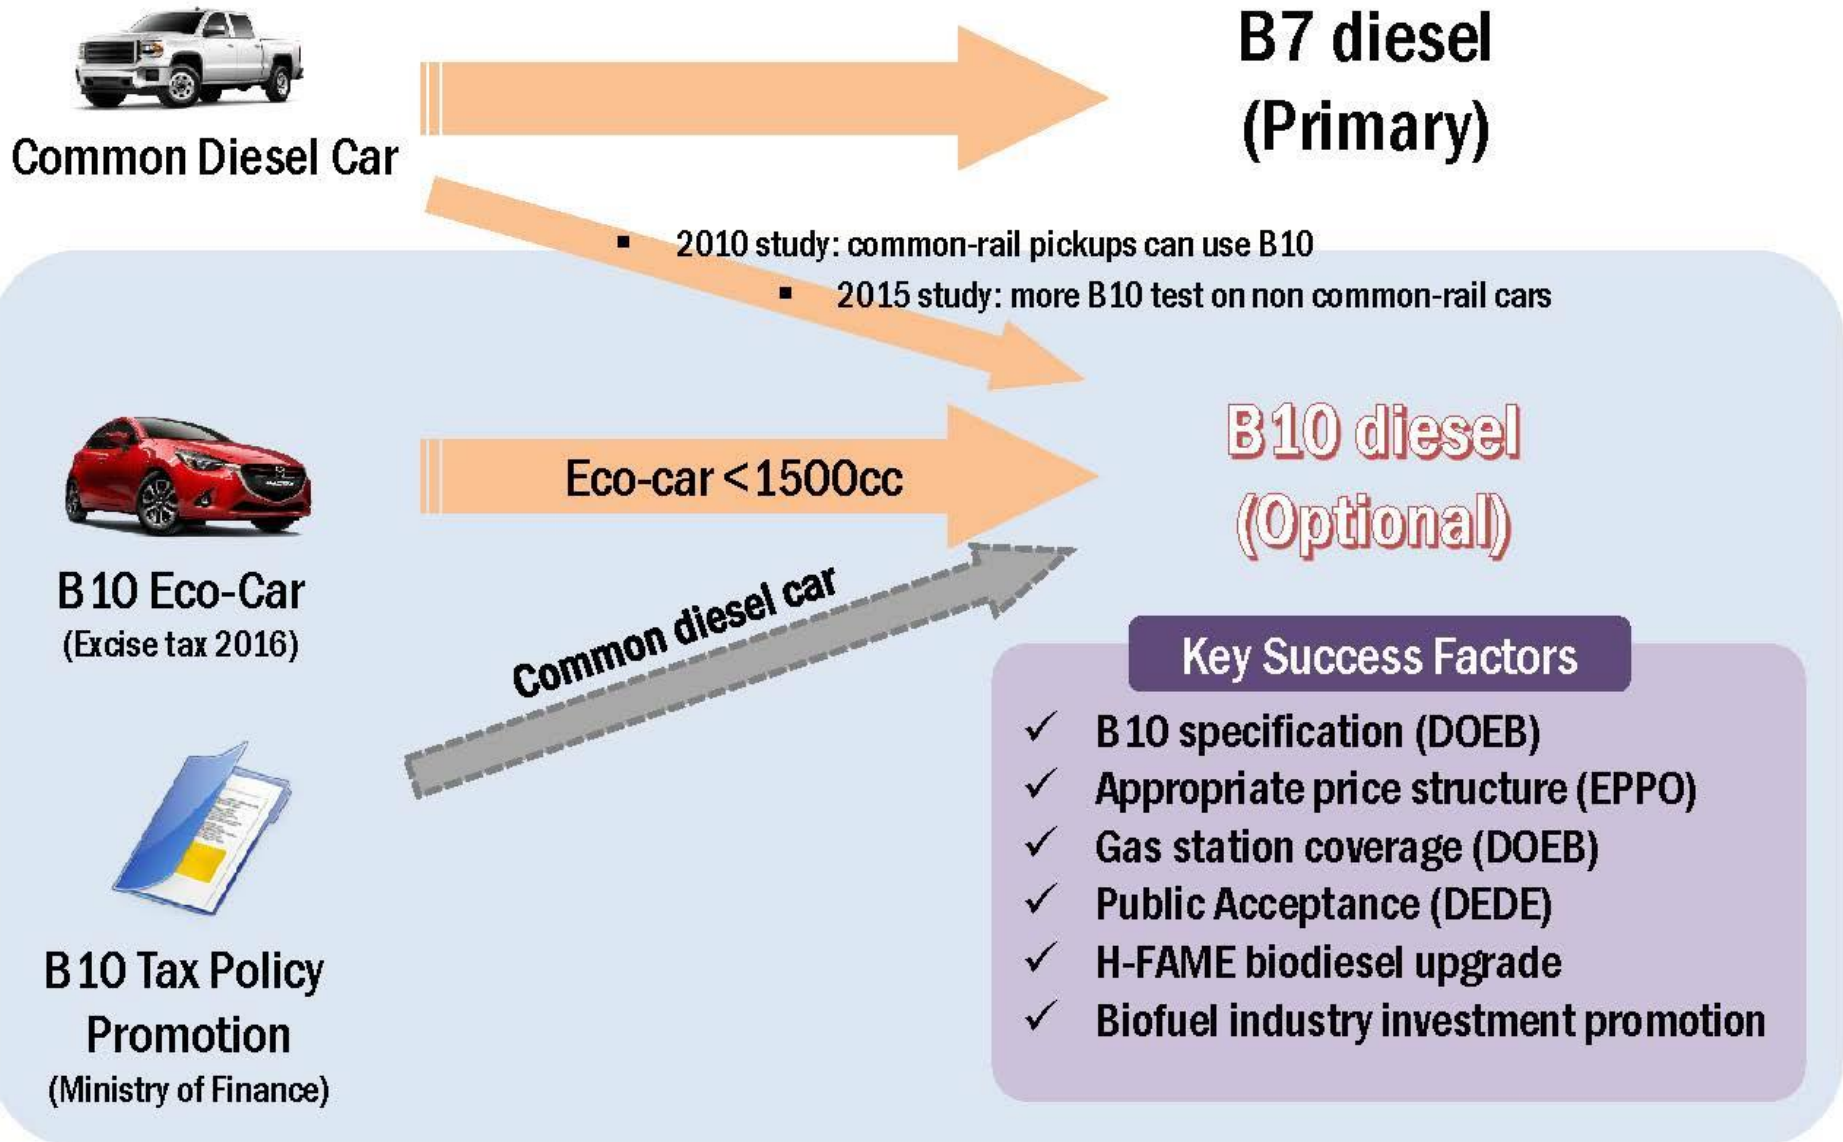 B7 diesel
(Primary)
Common Diesel Car
▪ 2010 study: common-rail pickups can use B10
▪ 2015 study: more B10 test on non common-rail cars
B10 diesel
(Optional)
Eco-car <1500cc
B10 Eco-Car
(Excise tax 2016)
Common diesel car
Key Success Factors
✓ B10 specification (DOEB)
✓ Appropriate price structure (EPPO)
✓ Gas station coverage (DOEB)
✓ Public Acceptance (DEDE)
✓ H-FAME biodiesel upgrade
✓ Biofuel industry investment promotion
B10 Tax Policy
Promotion
(Ministry of Finance)